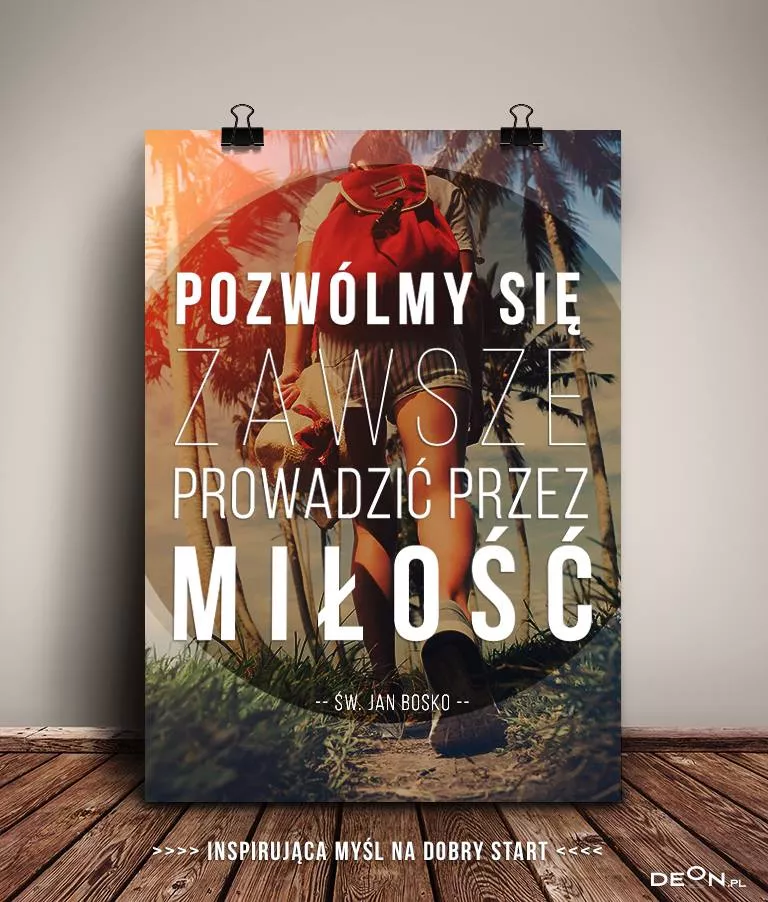 POZWÓLMY SIĘ
ZAWSZE
PROWADZIĆ PRZEZ
MIŁOŚĆ
-- ŚW. JAN BOSKO --
>>>> INSPIRUJĄCA MYŚL NA DOBRY START <<<<
DEON.PL